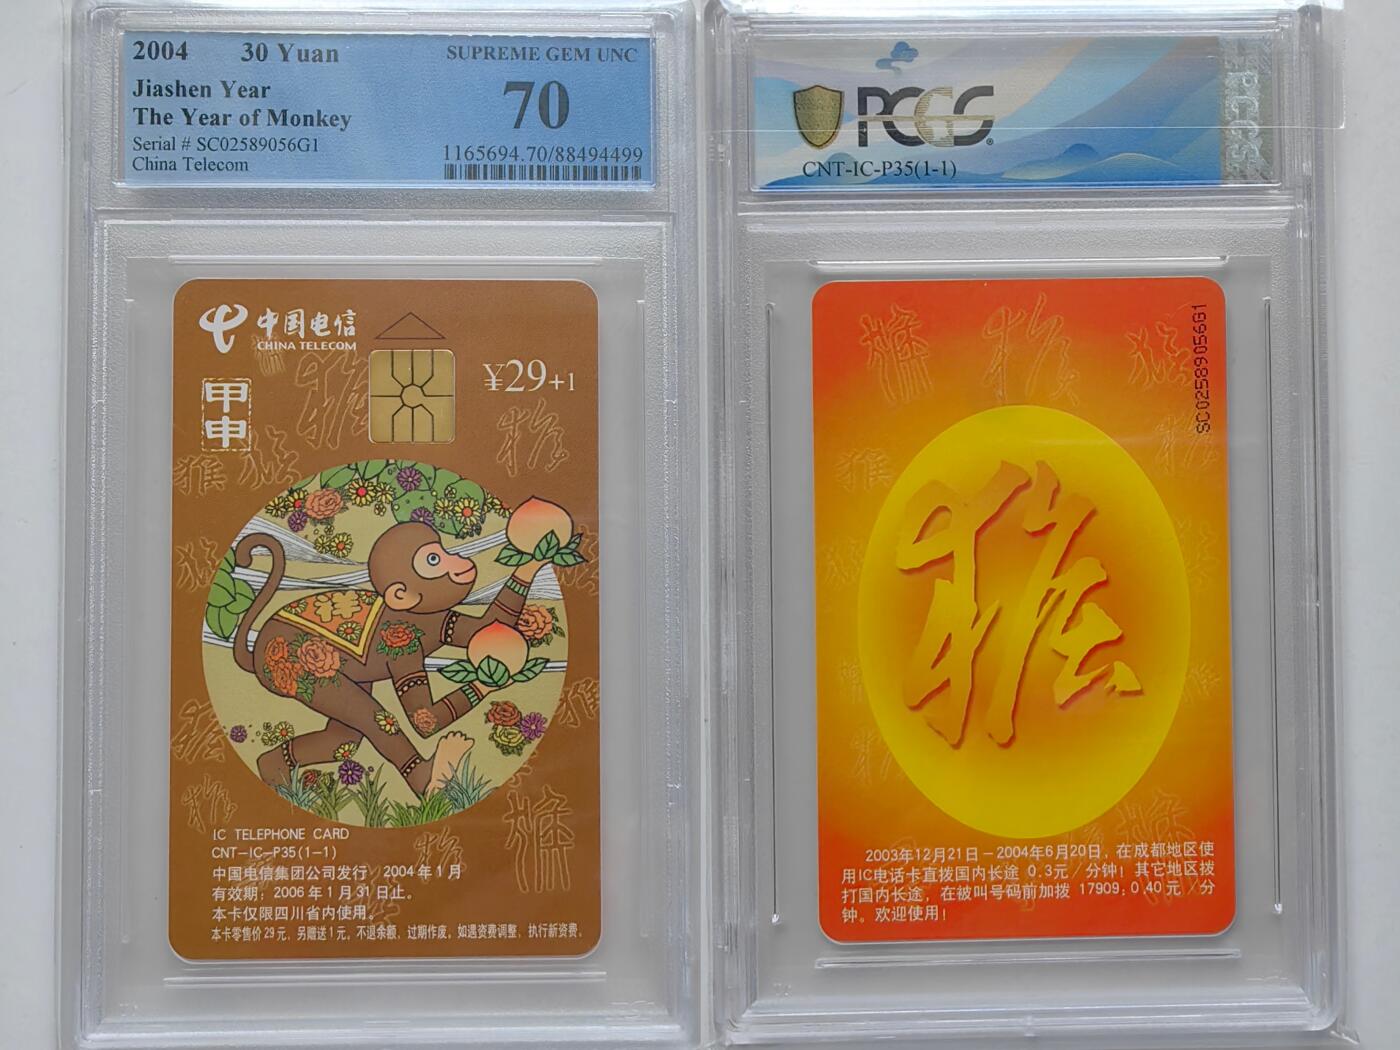 2004 30 Yuan
SUPREME GEM UNC
Jiashen Year
70
The Year of Monkey
Serial # SC02589056G1
1165694.70/88494499
China Telecom
中国电信
CHINA TELECOM
¥29+1
甲申
猴
祥
IC TELEPHONE CARD
CNT-IC-P35(1-1)
中国电信集团公司发行 2004年1月
有效期：2006年1月31日止。
本卡仅限四川省内使用。
本卡零售价29元，另赠送1元，不退余额，过期作废。如遇资费调整，执行新资费。
PCGS
CNT-IC-P35(1-1)
PCGS
SC02589056G1
猴
2003年12月21日－2004年6月20日，在成都地区使
用IC电话卡直拨国内长途 0.3元／分钟！其它地区拨
打国内长途，在被叫号码前加拨 17909；0.40元／分
钟。欢迎使用！